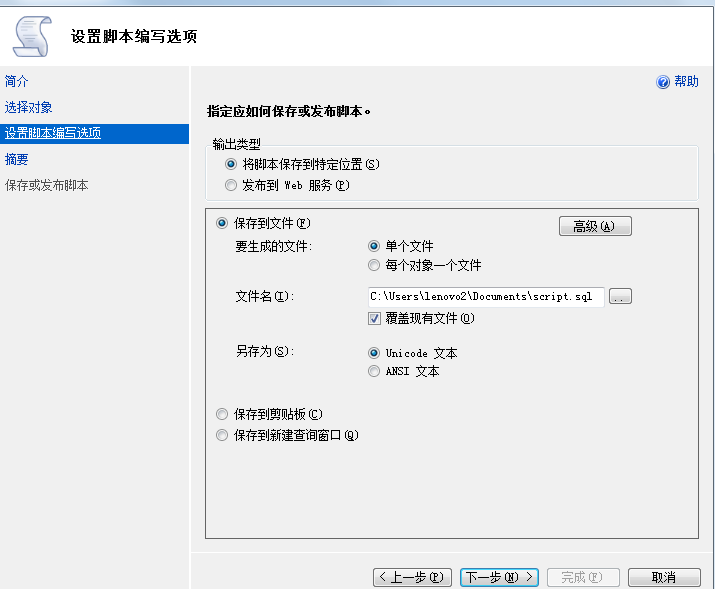 设置脚本编写选项
简介
选择对象
设置脚本编写选项
摘要
保存或发布脚本
帮助
指定应如何保存或发布脚本。
输出类型
将脚本保存到特定位置(S)
发布到 Web 服务(P)
保存到文件(F)
高级(A)
要生成的文件:
单个文件
每个对象一个文件
文件名(I):
C:\Users\lenovo2\Documents\script.sql
...
覆盖现有文件(O)
另存为(S):
Unicode 文本
ANSI 文本
保存到剪贴板(C)
保存到新建查询窗口(Q)
< 上一步(P)
下一步(N) >
完成(F)
取消